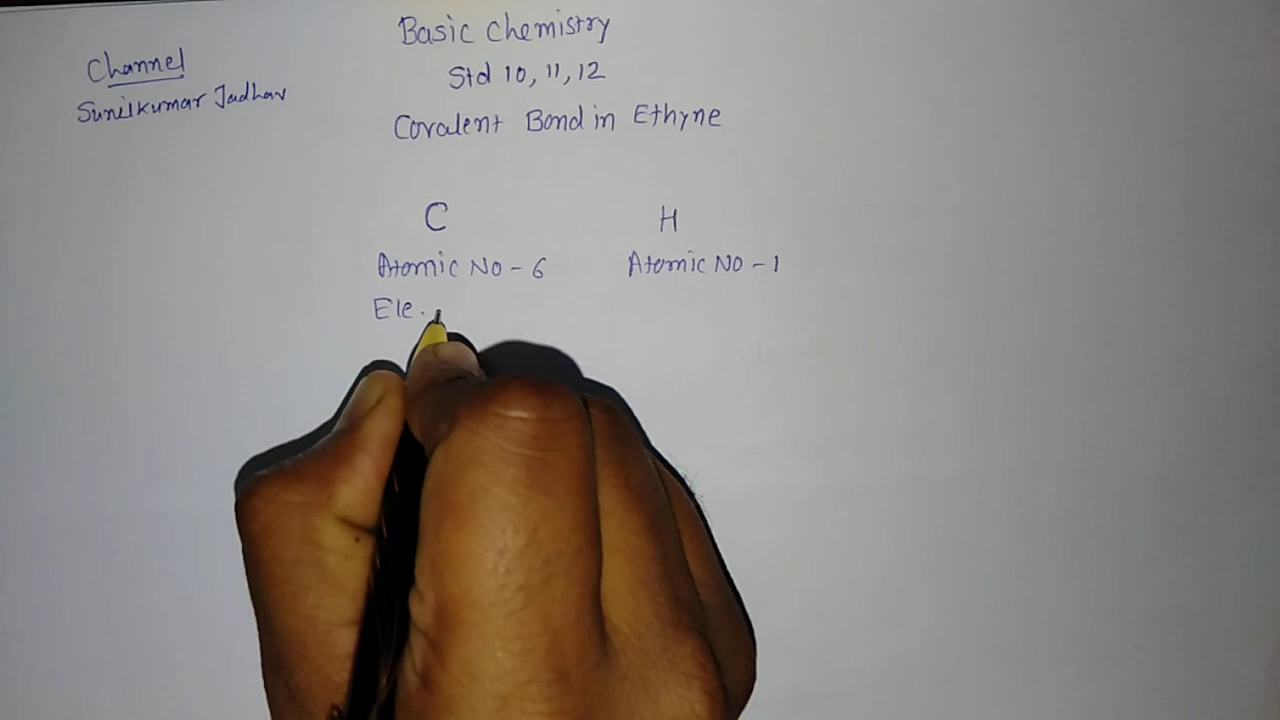 Channel
Sunilkumar Jadhav
Basic Chemistry
Std 10, 11, 12
Covalent Bond in Ethyne
C H
Atomic No - 6 Atomic No - 1
Ele.